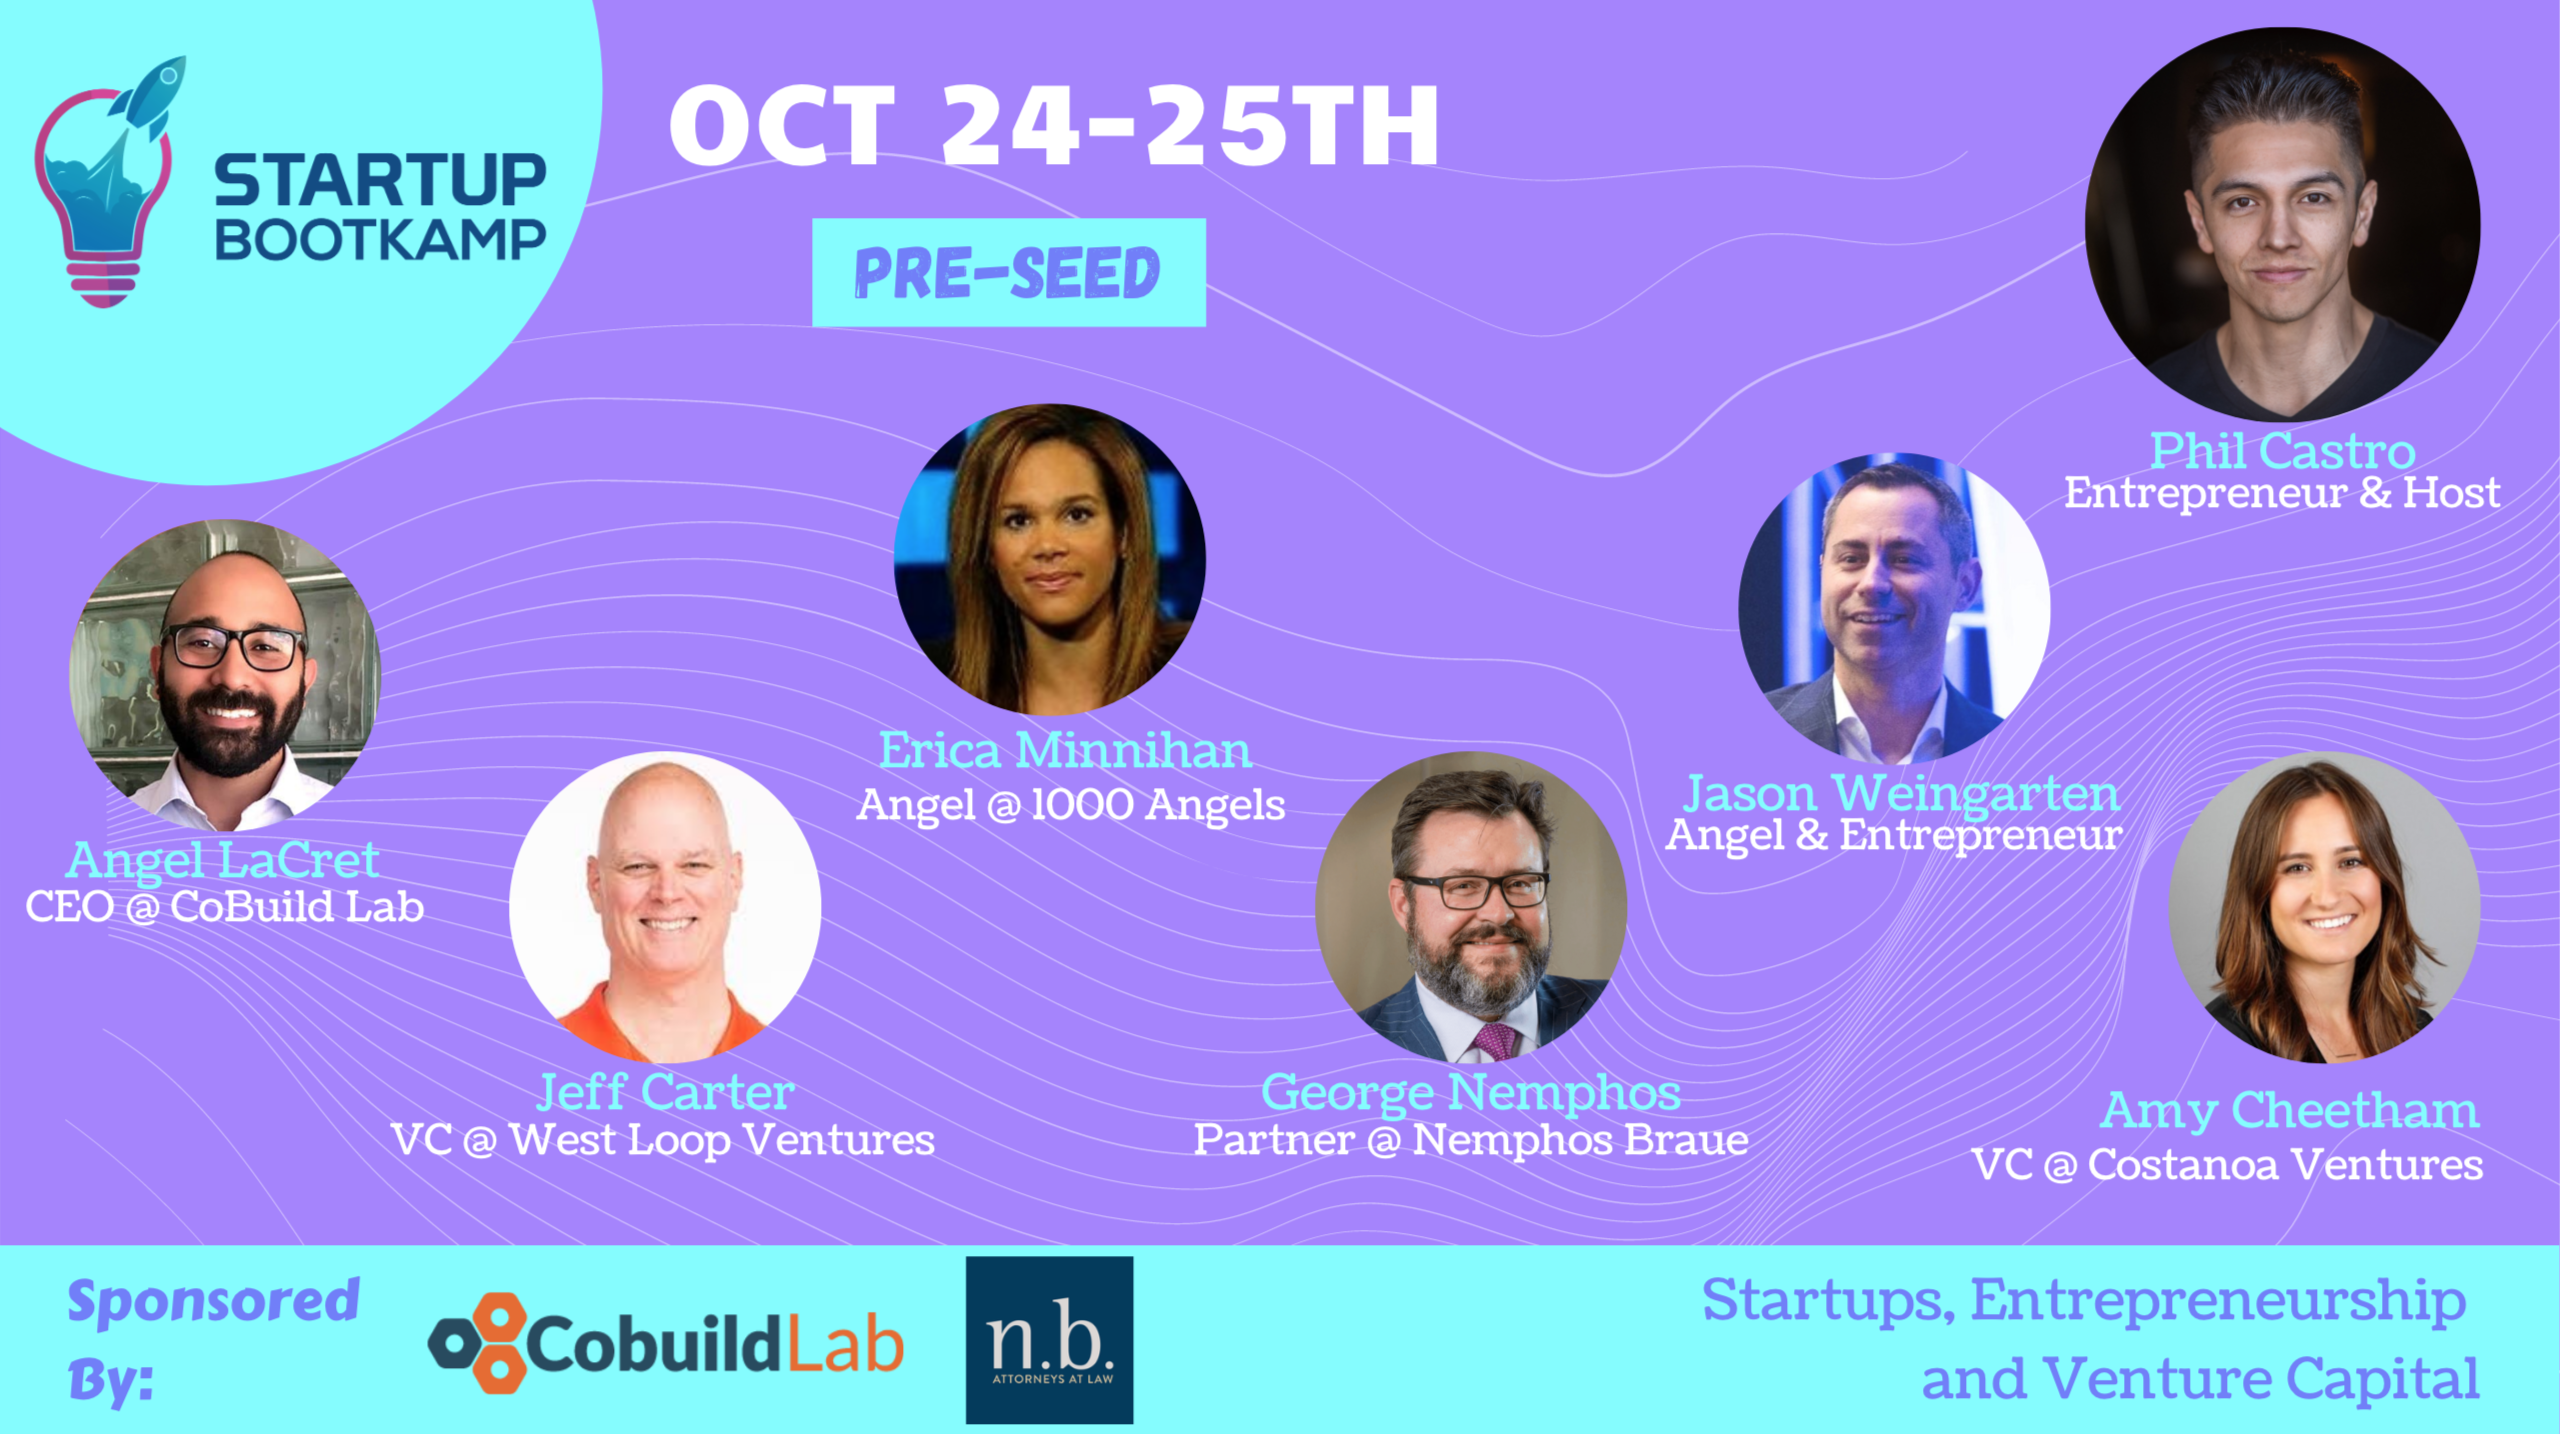 STARTUP
BOOTKAMP
OCT 24-25TH
PRE-SEED
Phil Castro
Entrepreneur & Host
Erica Minnihan
Angel @ 1000 Angels
Jason Weingarten
Angel & Entrepreneur
Angel LaCret
CEO @ CoBuild Lab
Jeff Carter
VC @ West Loop Ventures
George Nemphos
Partner @ Nemphos Braue
Amy Cheetham
VC @ Costanoa Ventures
Sponsored
By:
CobuildLab
n.b.
ATTORNEYS AT LAW
Startups, Entrepreneurship
and Venture Capital